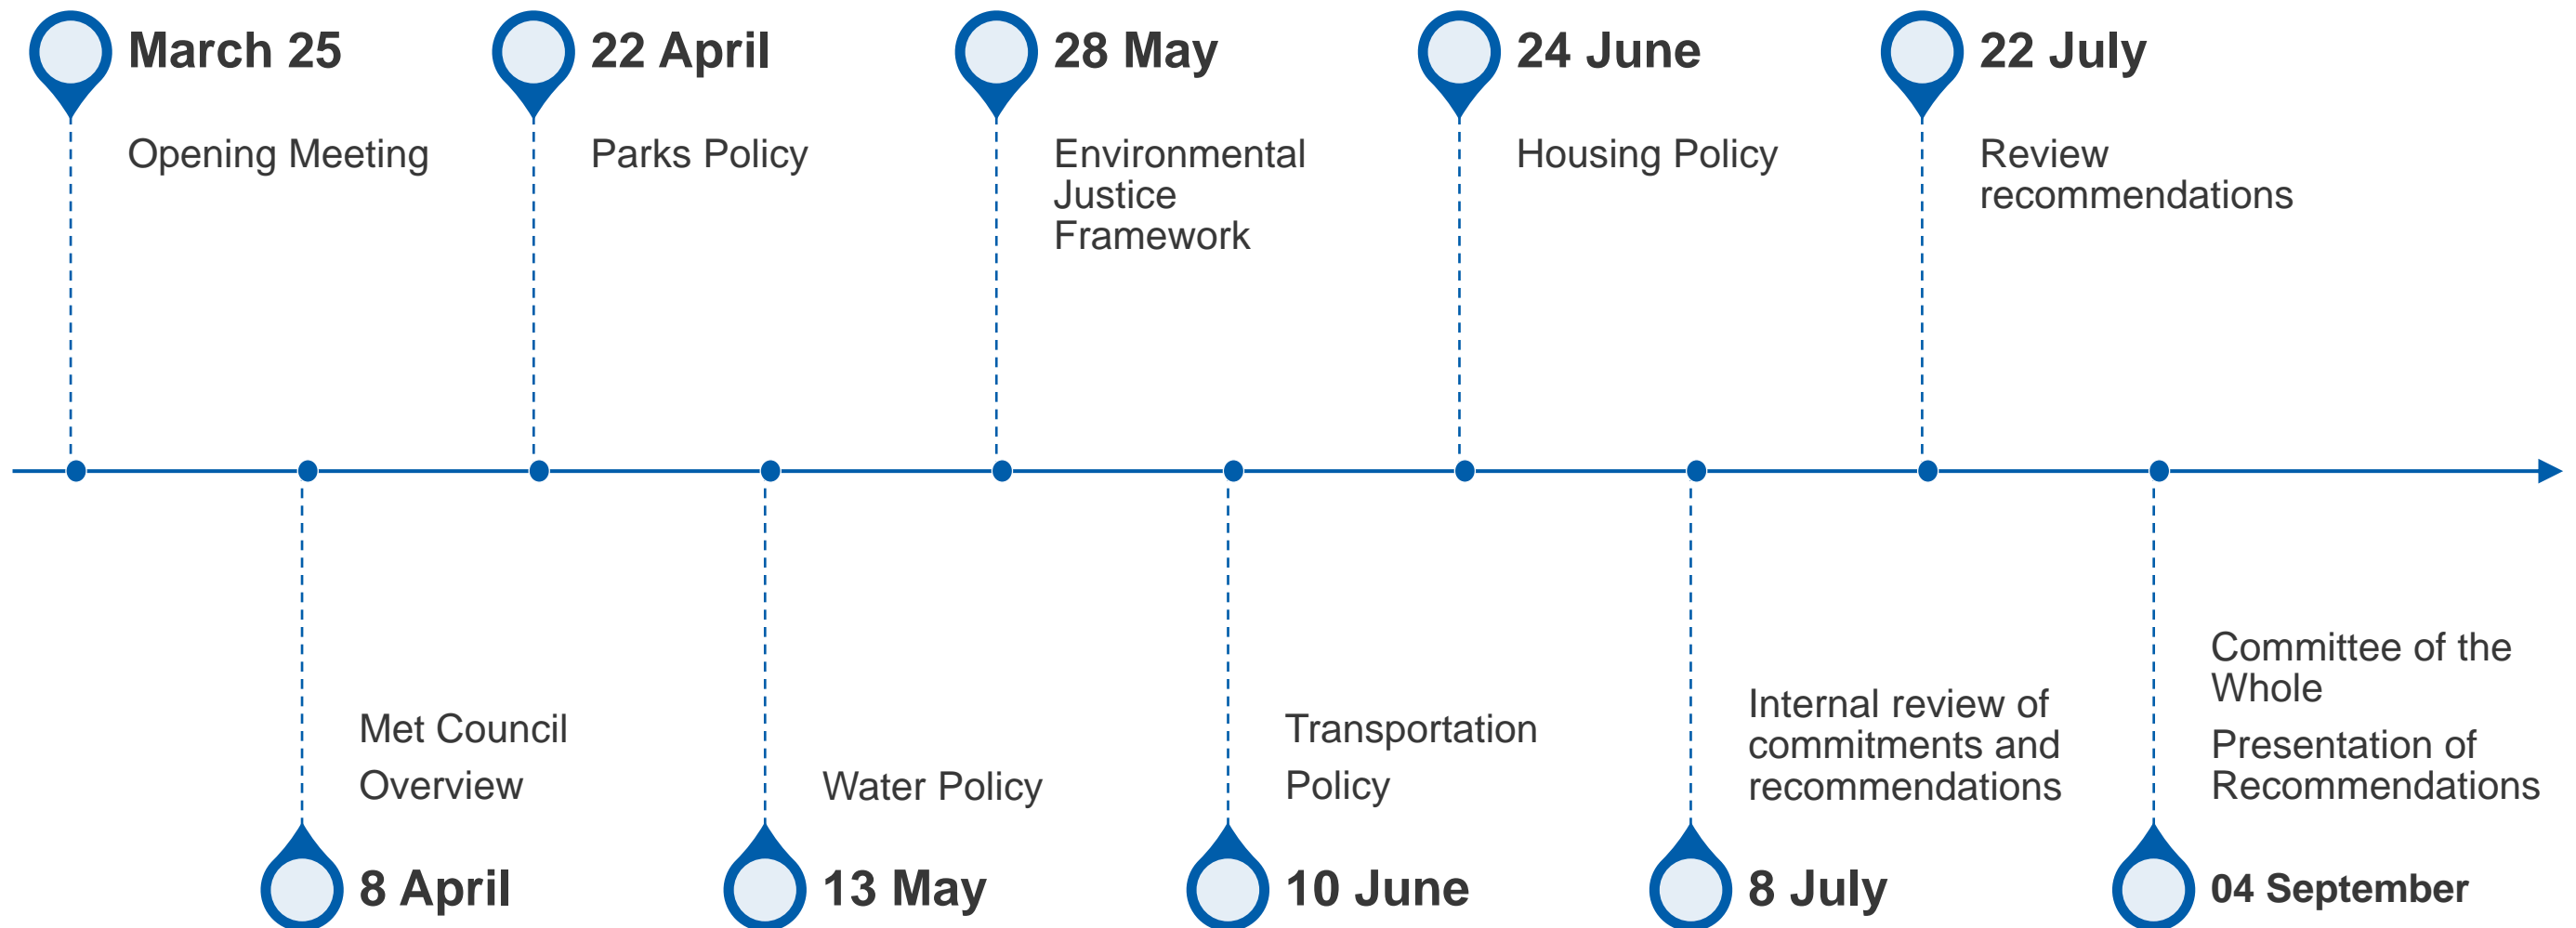 March 25
Opening Meeting
22 April
Parks Policy
28 May
Environmental
Justice
Framework
24 June
Housing Policy
22 July
Review
recommendations
Met Council
Overview
8 April
Water Policy
13 May
Transportation
Policy
10 June
Internal review of
commitments and
recommendations
8 July
Committee of the
Whole
Presentation of
Recommendations
04 September